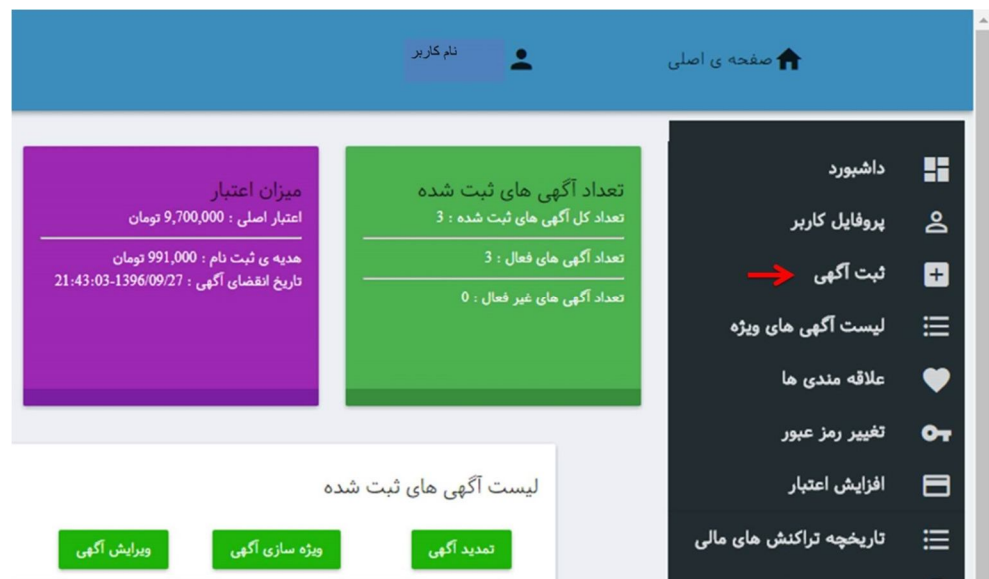 صفحه ی اصلی
نام کاربر
داشبورد
پروفایل کاربر
ثبت آگهی
لیست آگهی های ویژه
علاقه مندی ها
تغییر رمز عبور
افزایش اعتبار
تاریخچه تراکنش های مالی
تعداد آگهی های ثبت شده
تعداد کل آگهی های ثبت شده : 3
تعداد آگهی های فعال : 3
تعداد آگهی های غیر فعال : 0
میزان اعتبار
اعتبار اصلی : 9,700,000 تومان
هدیه ی ثبت نام : 991,000 تومان
تاریخ انقضای آگهی : 1396/09/27-21:43:03
لیست آگهی های ثبت شده
تمدید آگهی
ویژه سازی آگهی
ویرایش آگهی